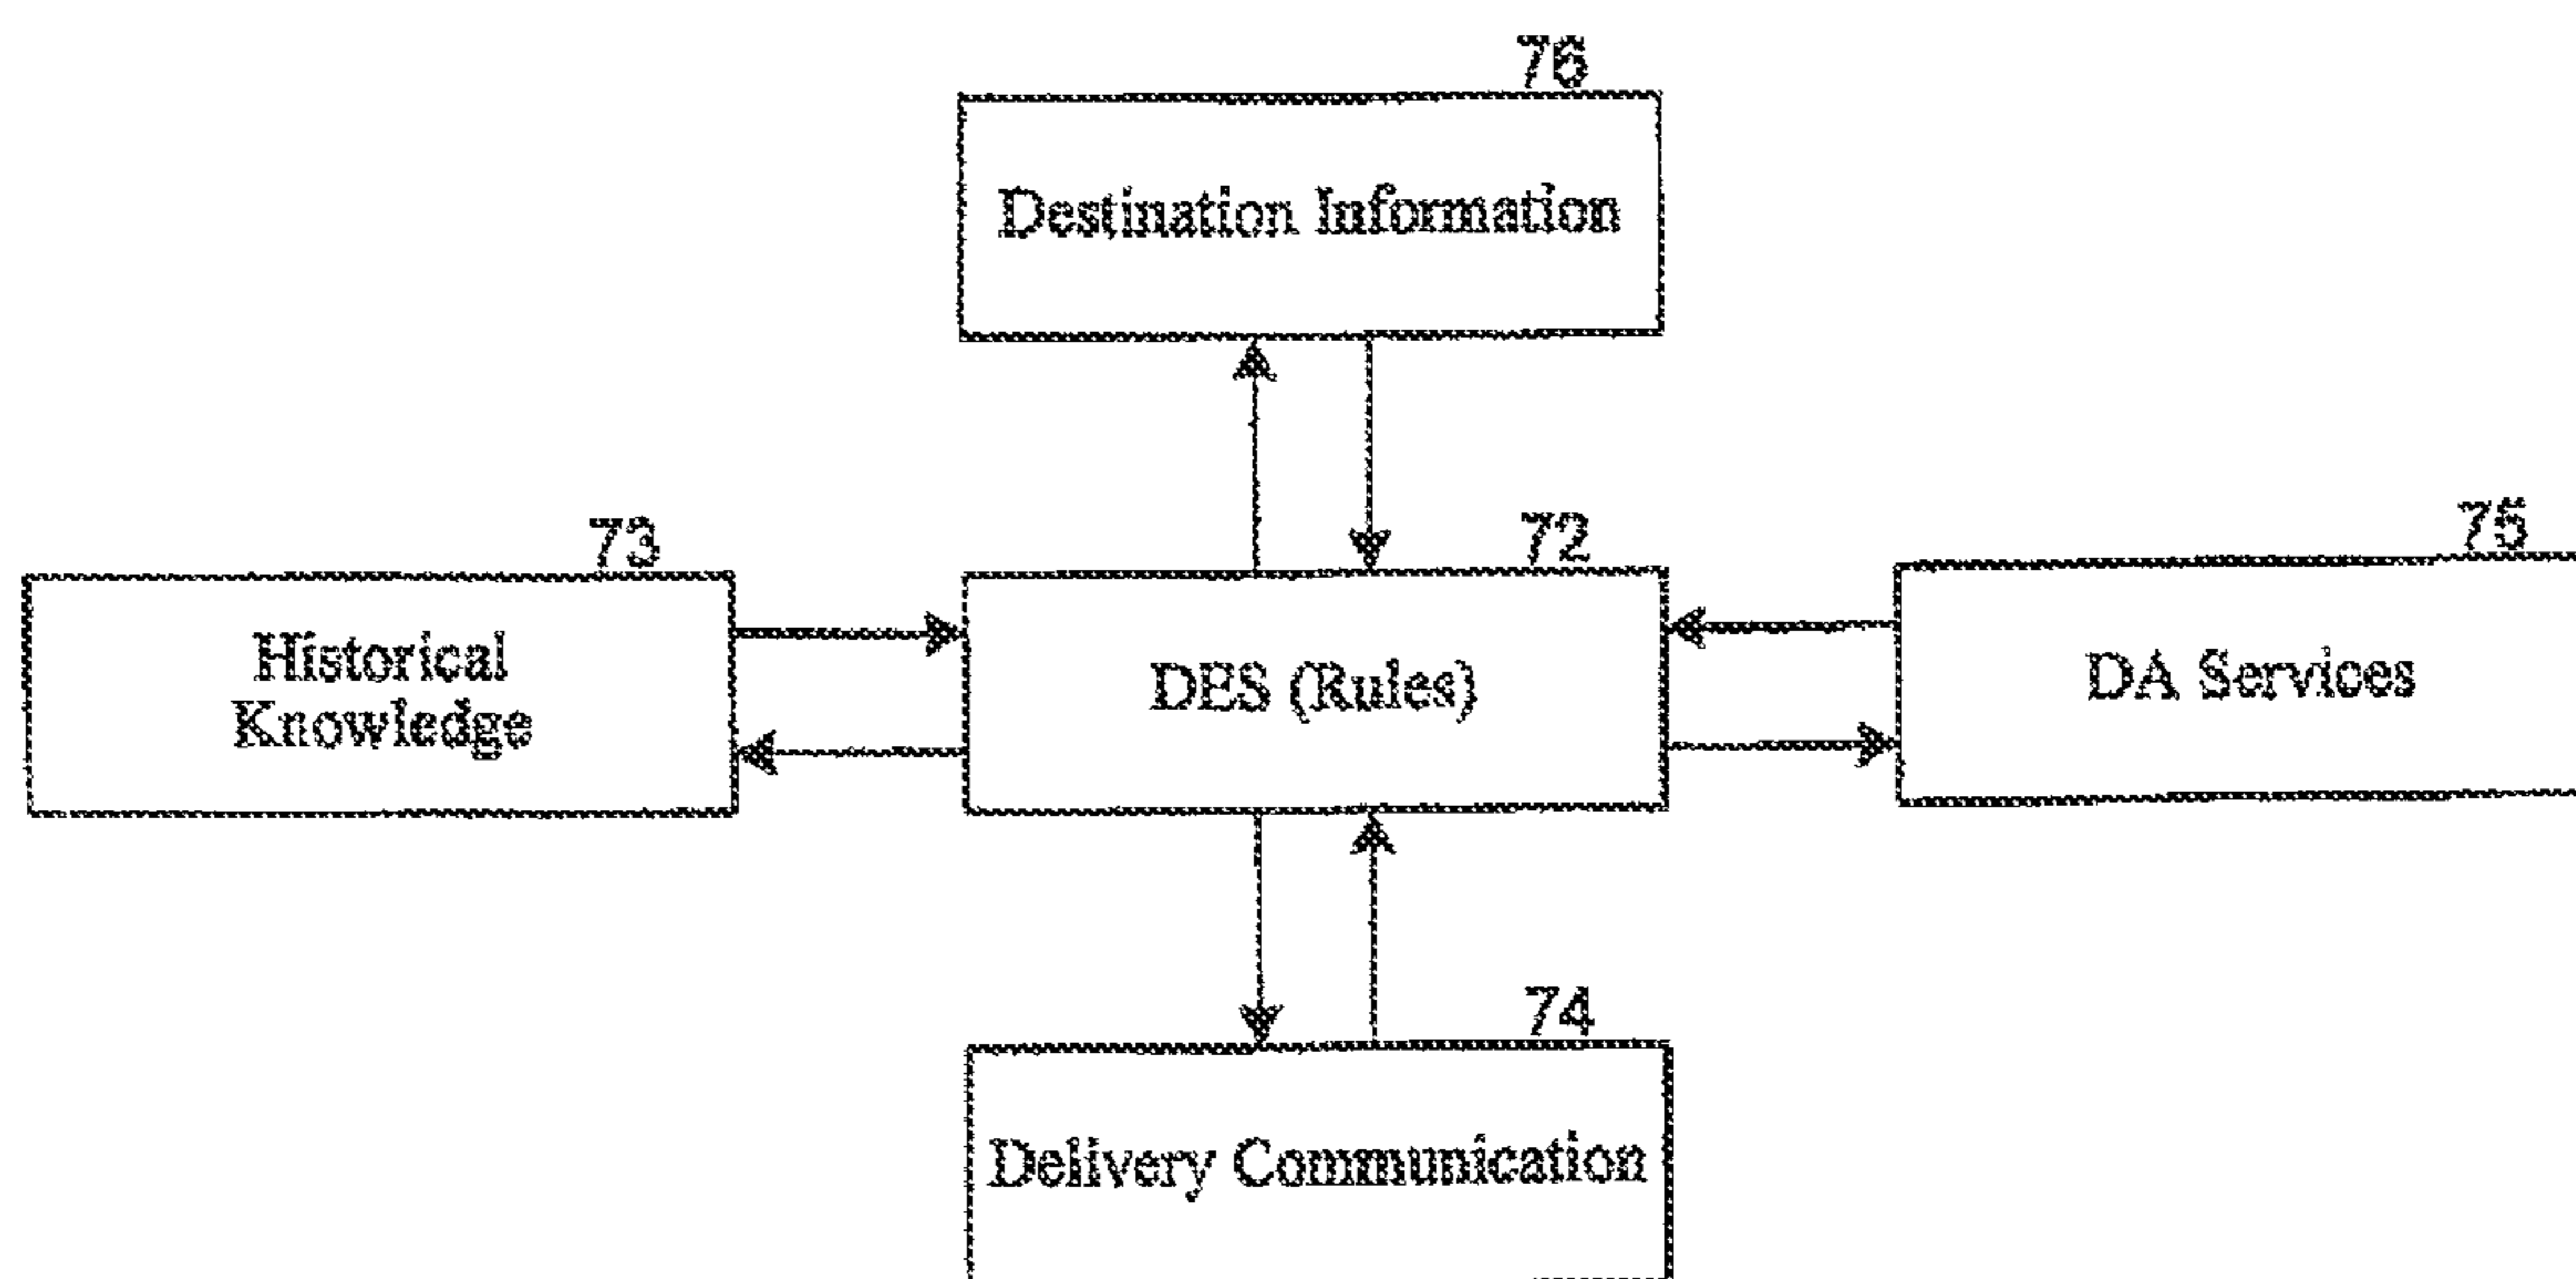 76
Destination Information
73
72
75
Historical
Knowledge
DES (Rules)
DA Services
74
Delivery Communication